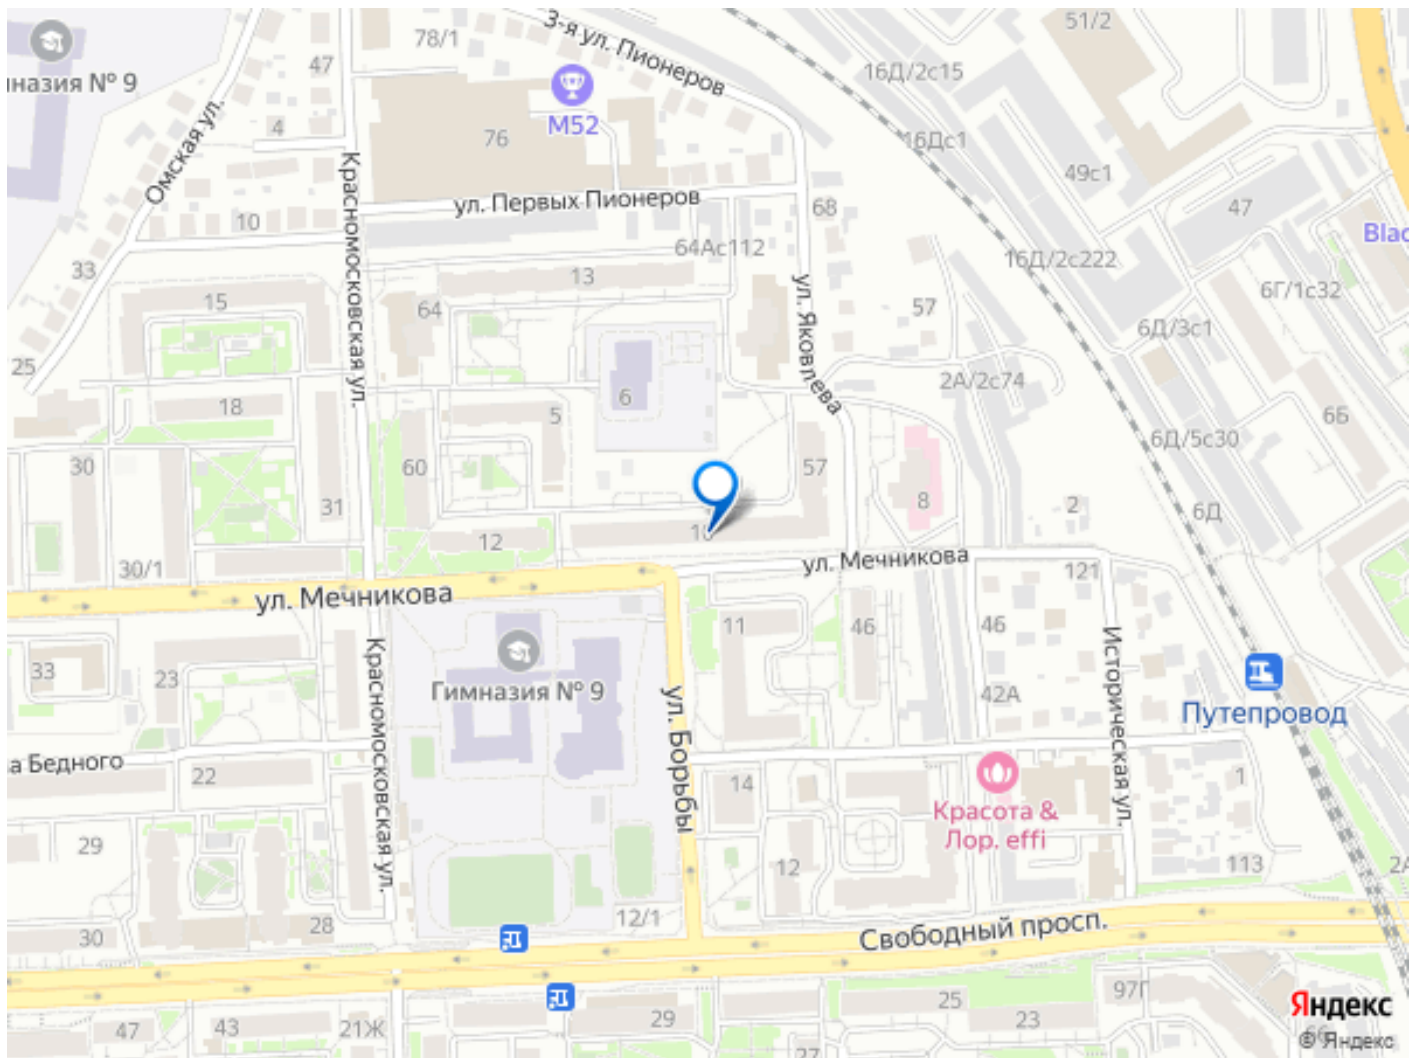 51/2
78/1
3-я ул. Пионеров
47
16Д/2с15
иназия № 9
М52
16Дс1
Омская ул.
4
76
49с1
Красномосковская ул.
ул. Первых Пионеров
68
47
10
64Ас112
Blac
16Д/2с222
33
13
15
6Г/1с32
64
57
ул. Яковлева
6Д/3с1
25
2А/2с74
6
18
5
6Б
6Д/5с30
30
60
57
31
8
2
6Д
12
30/1
ул. Мечникова
121
ул. Мечникова
11
46
46
Историческая ул.
33
23
Гимназия № 9
42А
Путепровод
Красномосковская ул.
ул. Борьбы
а Бедного
22
14
1
Красота &
Лор. effi
29
12
113
2А
12/1
28
30
Свободный просп.
97Г
25
47
43
21Ж
29
23
27
66
Яндекс
© Яндекс